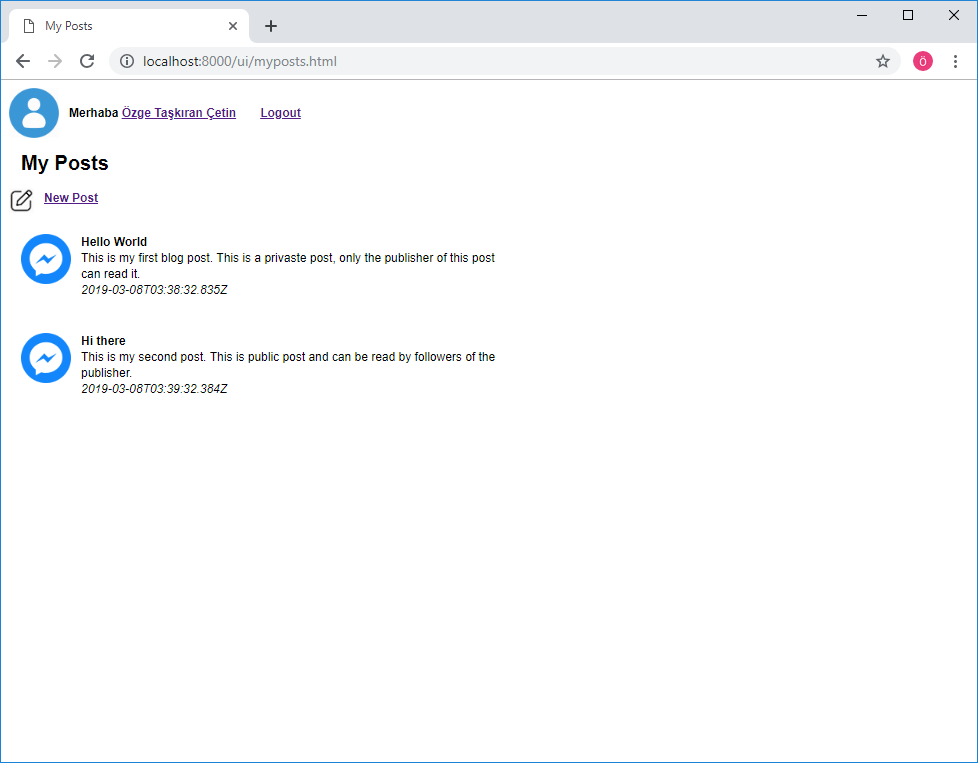 My Posts
localhost:8000/ui/myposts.html
Ö
Merhaba Özge Taşkıran Çetin Logout
My Posts
New Post
Hello World
This is my first blog post. This is a privaste post, only the publisher of this post
can read it.
2019-03-08T03:38:32.835Z
Hi there
This is my second post. This is public post and can be read by followers of the
publisher.
2019-03-08T03:39:32.384Z